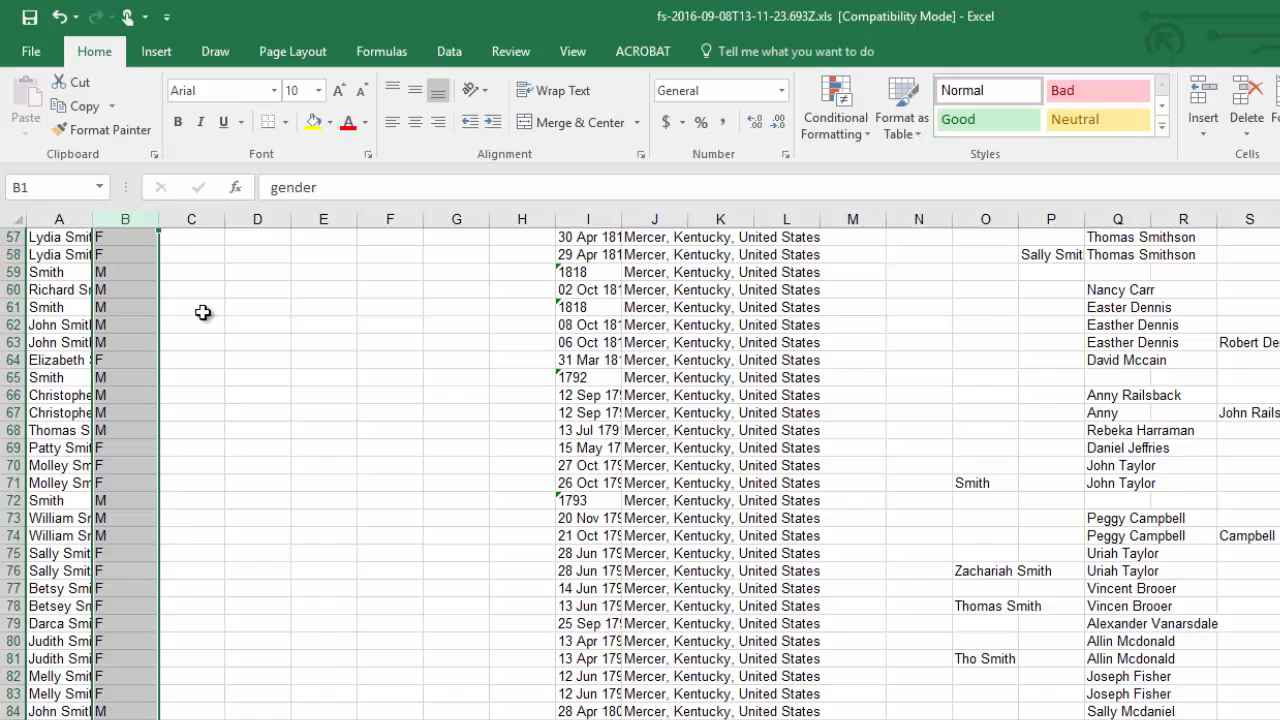 fs-2016-09-08T13-11-23.693Z.xls [Compatibility Mode] - Excel
File Home Insert Draw Page Layout Formulas Data Review View ACROBAT Tell me what you want to do
Paste Cut Copy Format Painter Clipboard
Arial 10 A A B I U A Font
Wrap Text Merge & Center Alignment
General $ % , .00 Number
Conditional Formatting Format as Table Normal Bad Good Neutral Styles
Insert Delete Cells
B1 fx gender
A B C D E F G H I J K L M N O P Q R S
57 Lydia Smit F 30 Apr 181 Mercer, Kentucky, United States Thomas Smithson
58 Lydia Smit F 29 Apr 181 Mercer, Kentucky, United States Sally Smit Thomas Smithson
59 Smith M 1818 Mercer, Kentucky, United States
60 Richard Sr M 02 Oct 181 Mercer, Kentucky, United States Nancy Carr
61 Smith M 1818 Mercer, Kentucky, United States Easter Dennis
62 John Smit M 08 Oct 181 Mercer, Kentucky, United States Easther Dennis
63 John Smit M 06 Oct 181 Mercer, Kentucky, United States Easther Dennis Robert De
64 Elizabeth F 31 Mar 181 Mercer, Kentucky, United States David Mccain
65 Smith M 1792 Mercer, Kentucky, United States
66 Christophe M 12 Sep 179 Mercer, Kentucky, United States Anny Railsback
67 Christophe M 12 Sep 179 Mercer, Kentucky, United States Anny John Rails
68 Thomas S M 13 Jul 179 Mercer, Kentucky, United States Rebeka Harraman
69 Patty Smit F 15 May 17 Mercer, Kentucky, United States Daniel Jeffries
70 Molley Sm F 27 Oct 179 Mercer, Kentucky, United States John Taylor
71 Molley Sm F 26 Oct 179 Mercer, Kentucky, United States Smith John Taylor
72 Smith M 1793 Mercer, Kentucky, United States
73 William Sm M 20 Nov 179 Mercer, Kentucky, United States Peggy Campbell
74 William Sm M 21 Oct 179 Mercer, Kentucky, United States Peggy Campbell Campbell
75 Sally Smit F 28 Jun 179 Mercer, Kentucky, United States Uriah Taylor
76 Sally Smit F 28 Jun 179 Mercer, Kentucky, United States Zachariah Smith Uriah Taylor
77 Betsy Smi F 14 Jun 179 Mercer, Kentucky, United States Vincent Brooer
78 Betsey Sm F 13 Jun 179 Mercer, Kentucky, United States Thomas Smith Vincen Brooer
79 Darca Smi F 25 Sep 179 Mercer, Kentucky, United States Alexander Vanarsdale
80 Judith Smi F 13 Apr 179 Mercer, Kentucky, United States Allin Mcdonald
81 Judith Smi F 13 Apr 179 Mercer, Kentucky, United States Tho Smith Allin Mcdonald
82 Melly Smi F 12 Jun 179 Mercer, Kentucky, United States Joseph Fisher
83 Melly Smi F 12 Jun 179 Mercer, Kentucky, United States Joseph Fisher
84 John Smit M 28 Apr 180 Mercer, Kentucky, United States Sally Mcdaniel